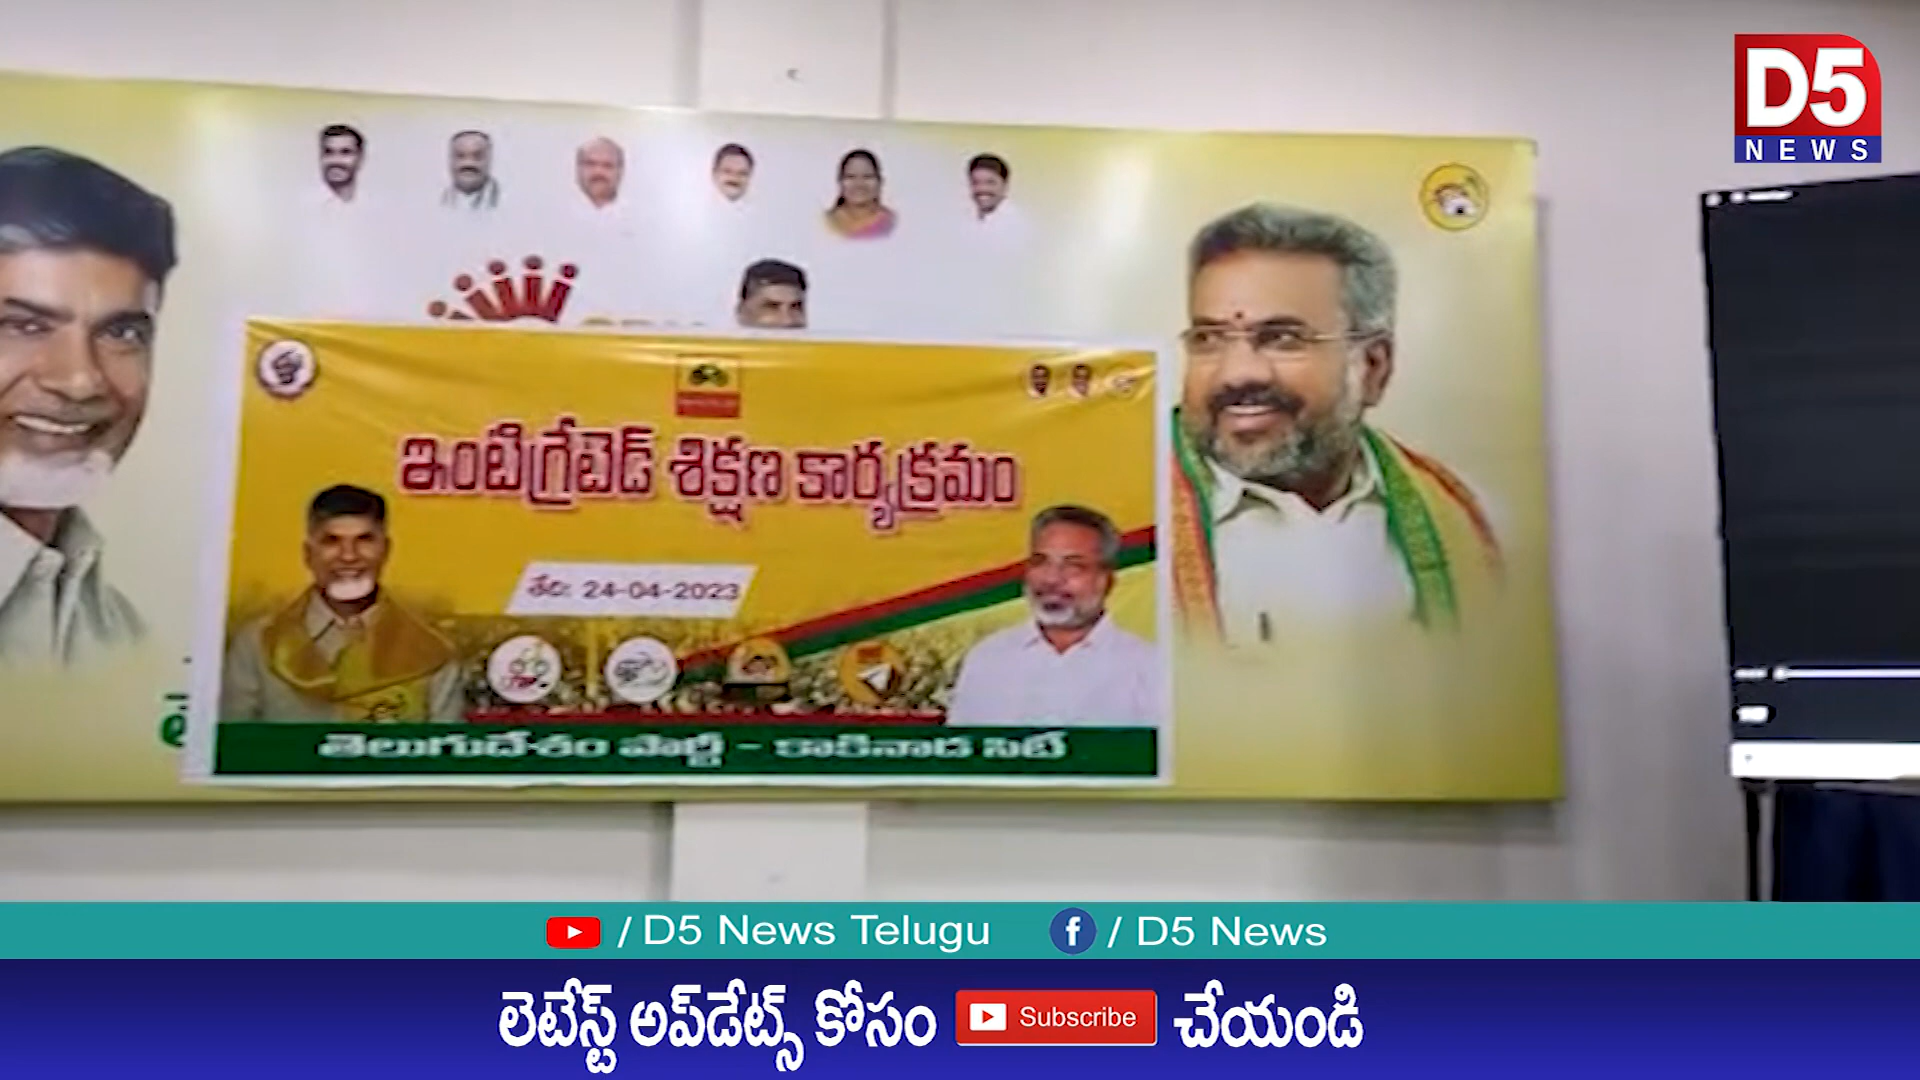 D5
NEWS
ఇంటిగ్రేటెడ్ శిక్షణ కార్యక్రమం
తేది: 24-04-2023
తెలుగుదేశం పార్టీ - కాకినాడ సిటీ
/ D5 News Telugu / D5 News
లెటేస్ట్ అప్‌డేట్స్ కోసం Subscribe చేయండి